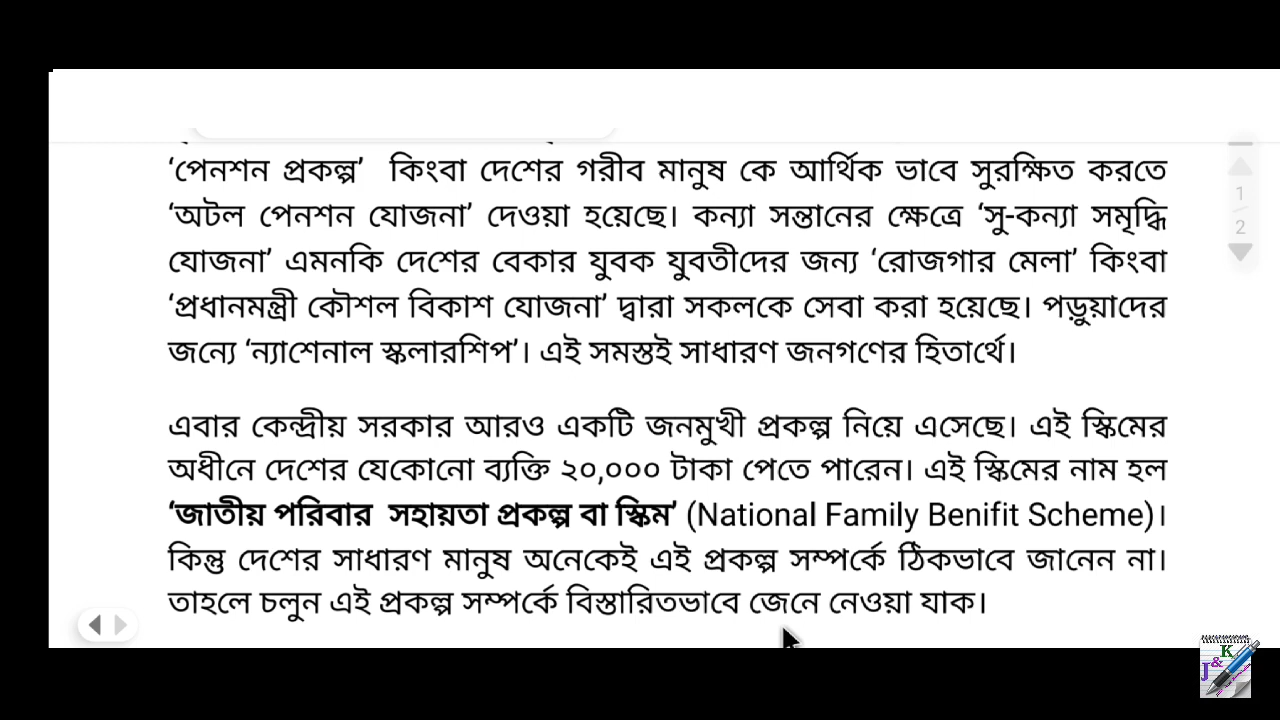 ‘পেনশন প্রকল্প’ কিংবা দেশের গরীব মানুষ কে আর্থিক ভাবে সুরক্ষিত করতে
‘অটল পেনশন যোজনা’ দেওয়া হয়েছে। কন্যা সন্তানের ক্ষেত্রে ‘সু-কন্যা সমৃদ্ধি
যোজনা’ এমনকি দেশের বেকার যুবক যুবতীদের জন্য ‘রোজগার মেলা’ কিংবা
‘প্রধানমন্ত্রী কৌশল বিকাশ যোজনা’ দ্বারা সকলকে সেবা করা হয়েছে। পড়ুয়াদের
জন্যে ‘ন্যাশেনাল স্কলারশিপ’। এই সমস্তই সাধারণ জনগণের হিতার্থে।
এবার কেন্দ্রীয় সরকার আরও একটি জনমুখী প্রকল্প নিয়ে এসেছে। এই স্কিমের
অধীনে দেশের যেকোনো ব্যক্তি ২০,০০০ টাকা পেতে পারেন। এই স্কিমের নাম হল
‘জাতীয় পরিবার সহায়তা প্রকল্প বা স্কিম’ (National Family Benifit Scheme)।
কিন্তু দেশের সাধারণ মানুষ অনেকেই এই প্রকল্প সম্পর্কে ঠিকভাবে জানেন না।
তাহলে চলুন এই প্রকল্প সম্পর্কে বিস্তারিতভাবে জেনে নেওয়া যাক।
1
2
J&K